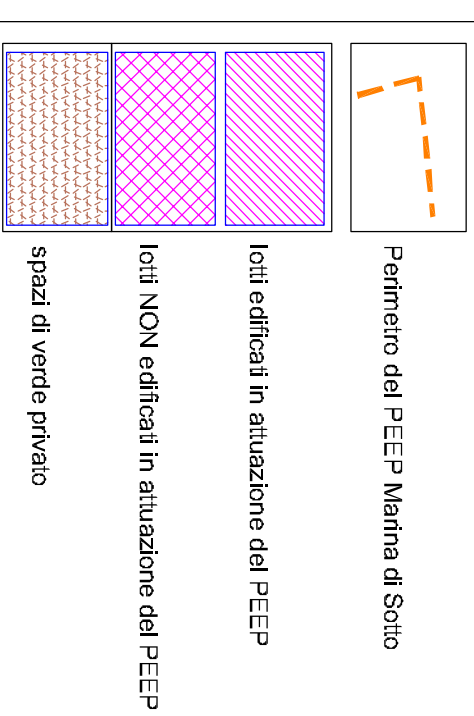 Perimetro del PEEP Marina di Sotto
lotti edificati in attuazione del PEEP
lotti NON edificati in attuazione del PEEP
spazi di verde privato